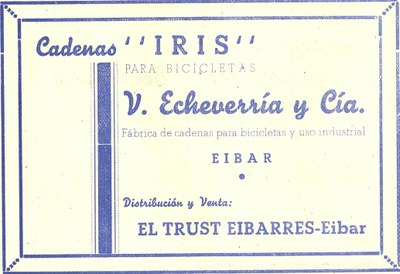 Cadenas "IRIS"
PARA BICICLETAS
V. Echeverría y Cía.
Fábrica de cadenas para bicicletas y uso industrial
EIBAR
Distribución y Venta:
EL TRUST EIBARRES-Eibar